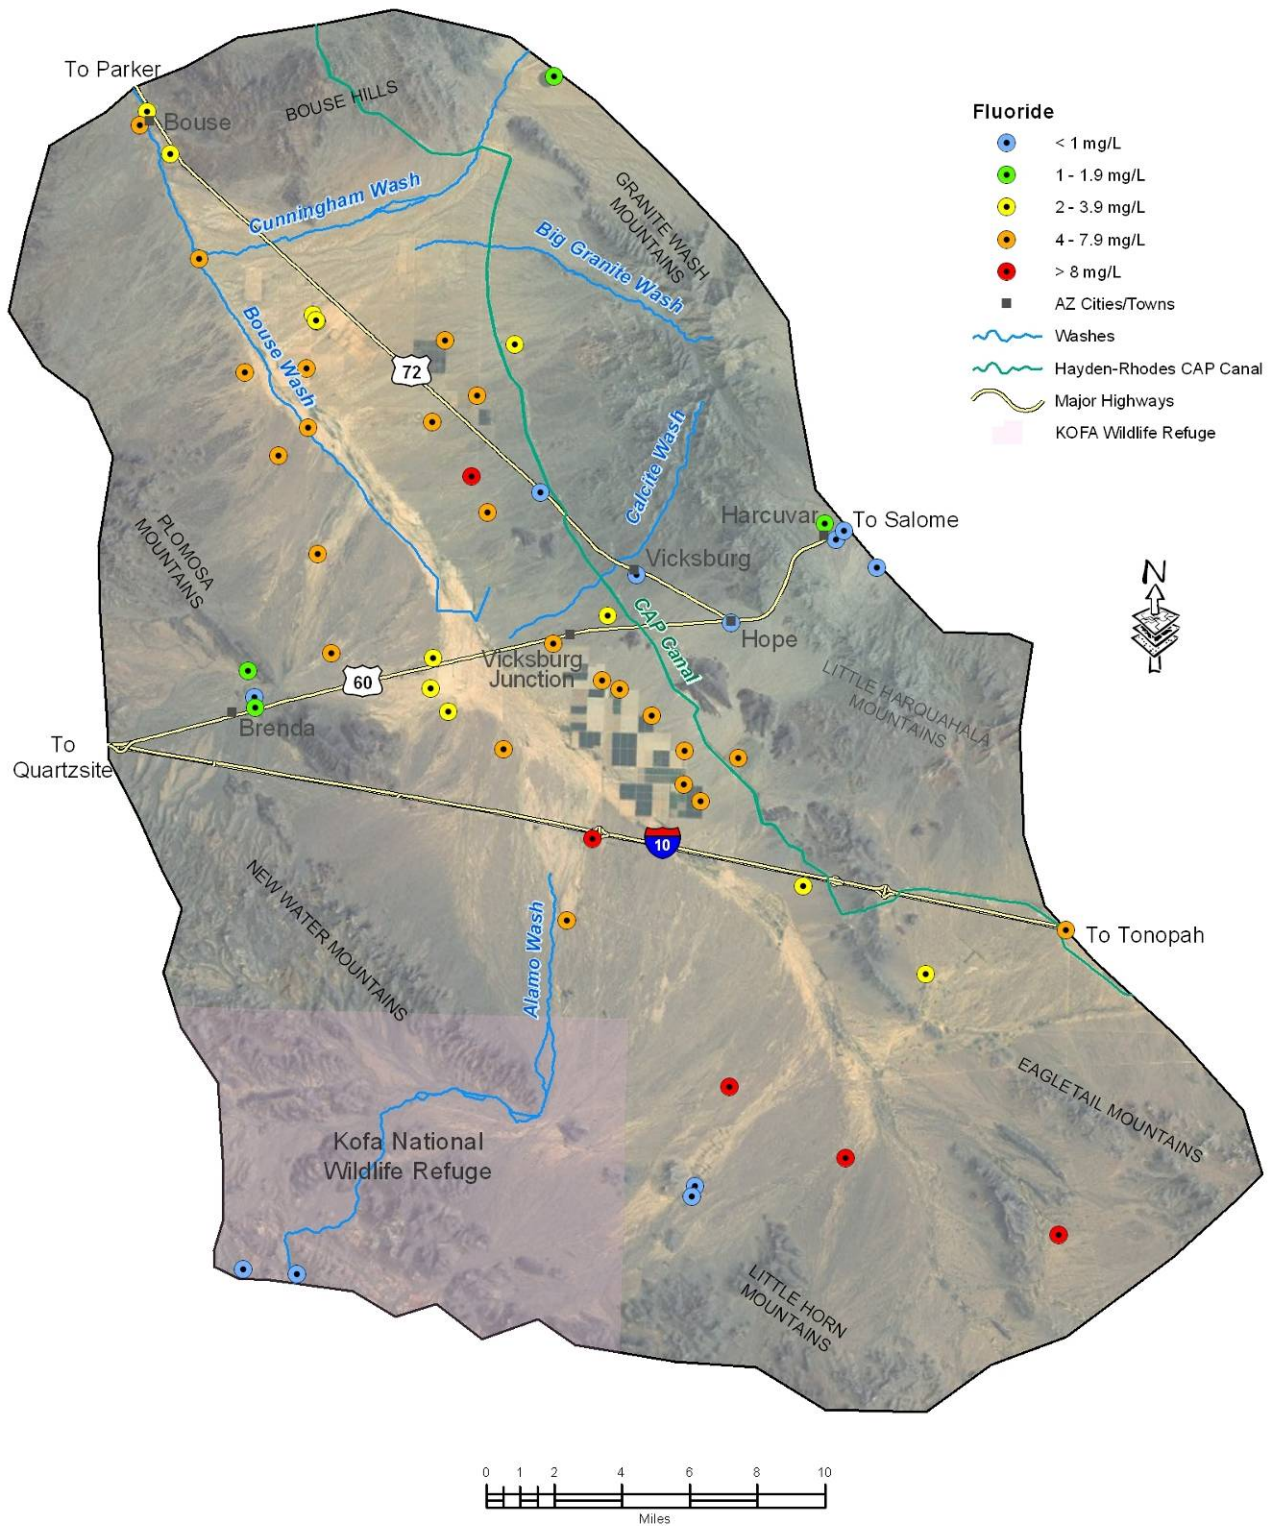 To Parker
BOUSE HILLS
Bouse
Cunningham Wash
GRANITE WASH
MOUNTAINS
Big Granite Wash
Bouse Wash
72
Calcite Wash
PLOMOSA
MOUNTAINS
Harcuvar
To Salome
Vicksburg
CAP Canal
Hope
Vicksburg
Junction
60
Brenda
LITTLE HARQUAHALA
MOUNTAINS
To
Quartzsite
10
NEW WATER MOUNTAINS
Alamo Wash
To Tonopah
EAGLETAIL MOUNTAINS
Kofa National
Wildlife Refuge
LITTLE HORN
MOUNTAINS
Fluoride
< 1 mg/L
1 - 1.9 mg/L
2 - 3.9 mg/L
4 - 7.9 mg/L
> 8 mg/L
AZ Cities/Towns
Washes
Hayden-Rhodes CAP Canal
Major Highways
KOFA Wildlife Refuge
N
0 1 2 4 6 8 10
Miles